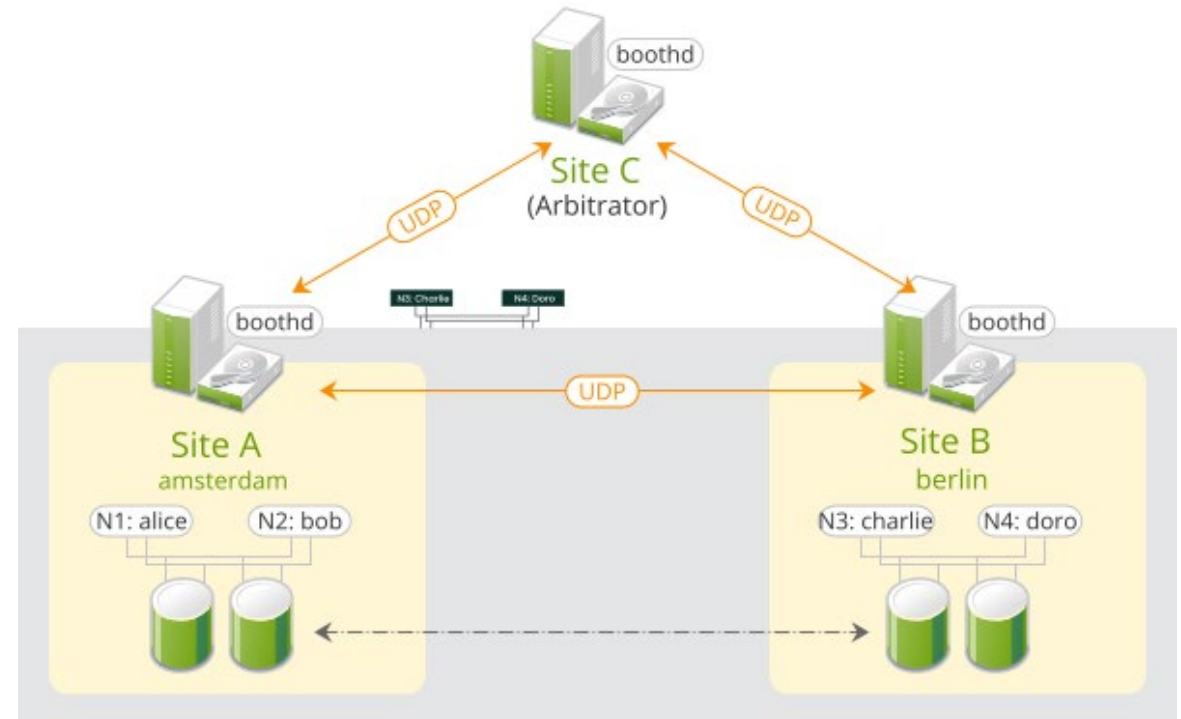 boothd
Site C
(Arbitrator)
UDP
UDP
N3: Charlie
N4: Doro
boothd
boothd
UDP
Site A
amsterdam
Site B
berlin
N1: alice
N2: bob
N3: charlie
N4: doro